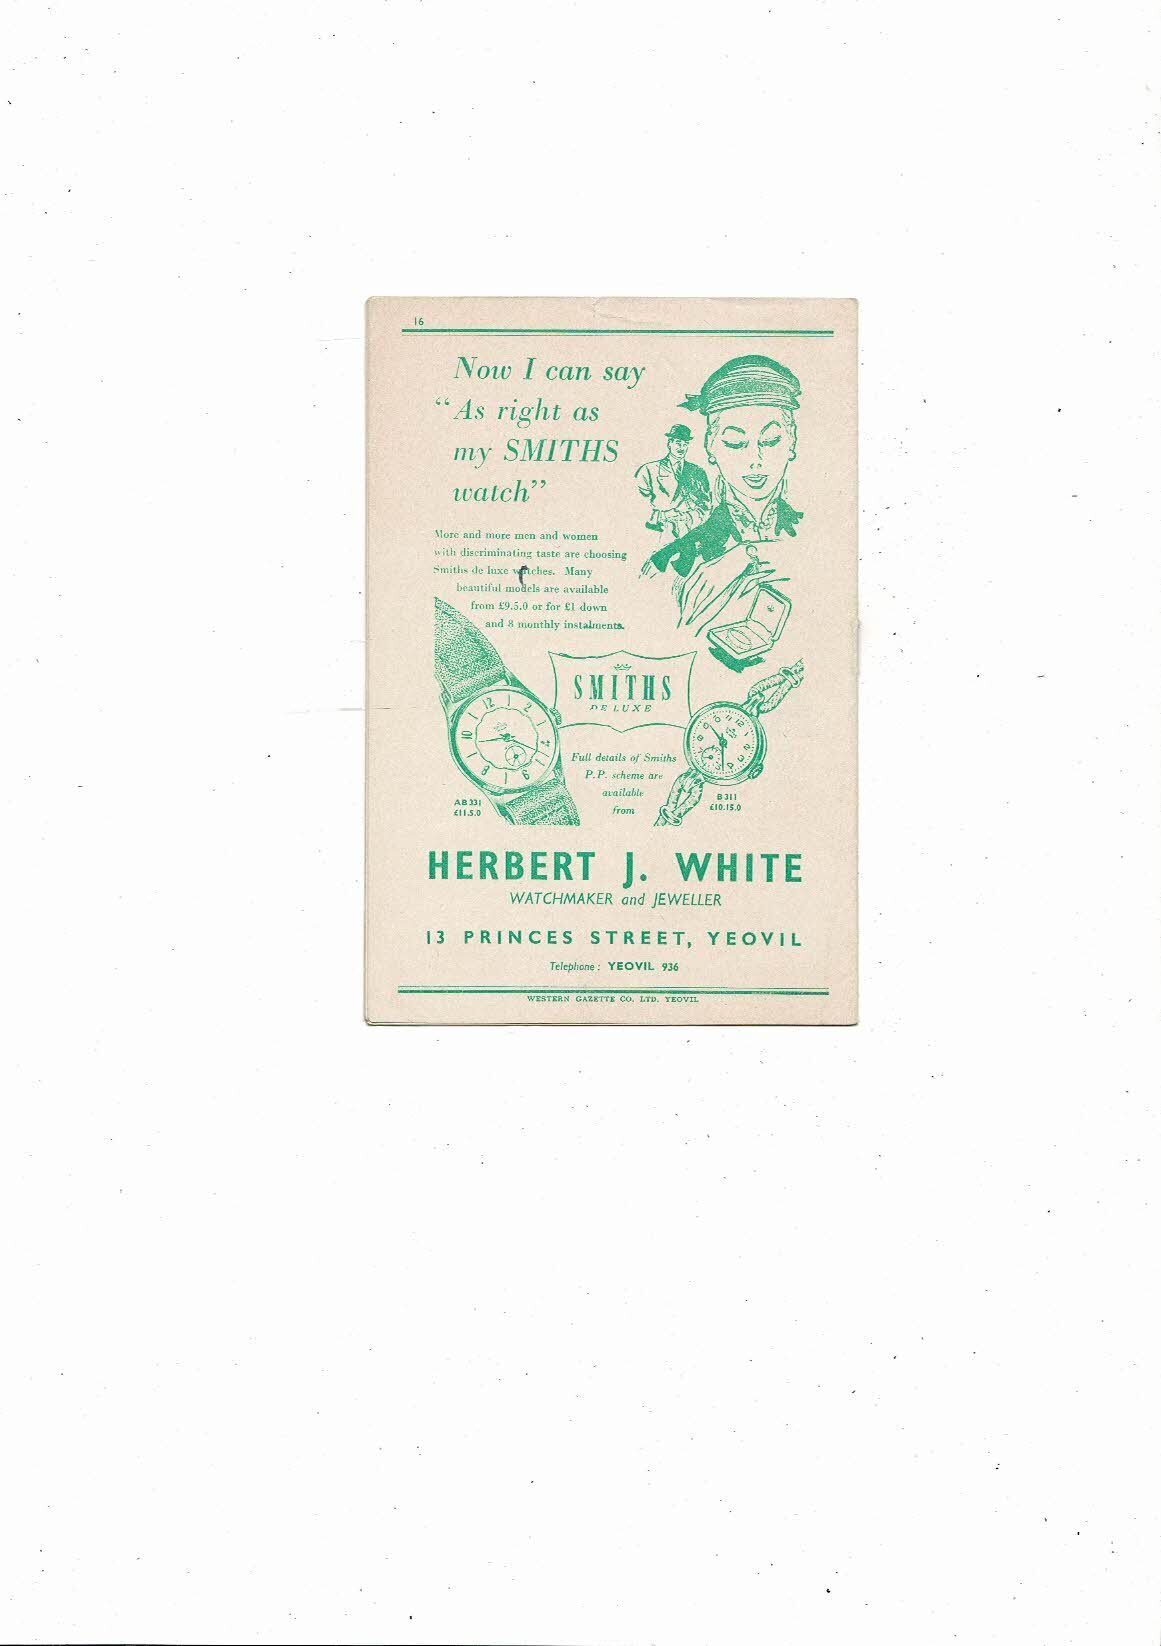 16
Now I can say
“As right as
my SMITHS
watch”
More and more men and women
with discriminating taste are choosing
Smiths de luxe watches. Many
beautiful models are available
from £9.5.0 or for £1 down
and 8 monthly instalments.
SMITHS
DE LUXE
Full details of Smiths
P.P. scheme are
available
from
AB 331
£11.5.0
B 311
£10.15.0
HERBERT J. WHITE
WATCHMAKER and JEWELLER
13 PRINCES STREET, YEOVIL
Telephone: YEOVIL 936
WESTERN GAZETTE CO. LTD. YEOVIL